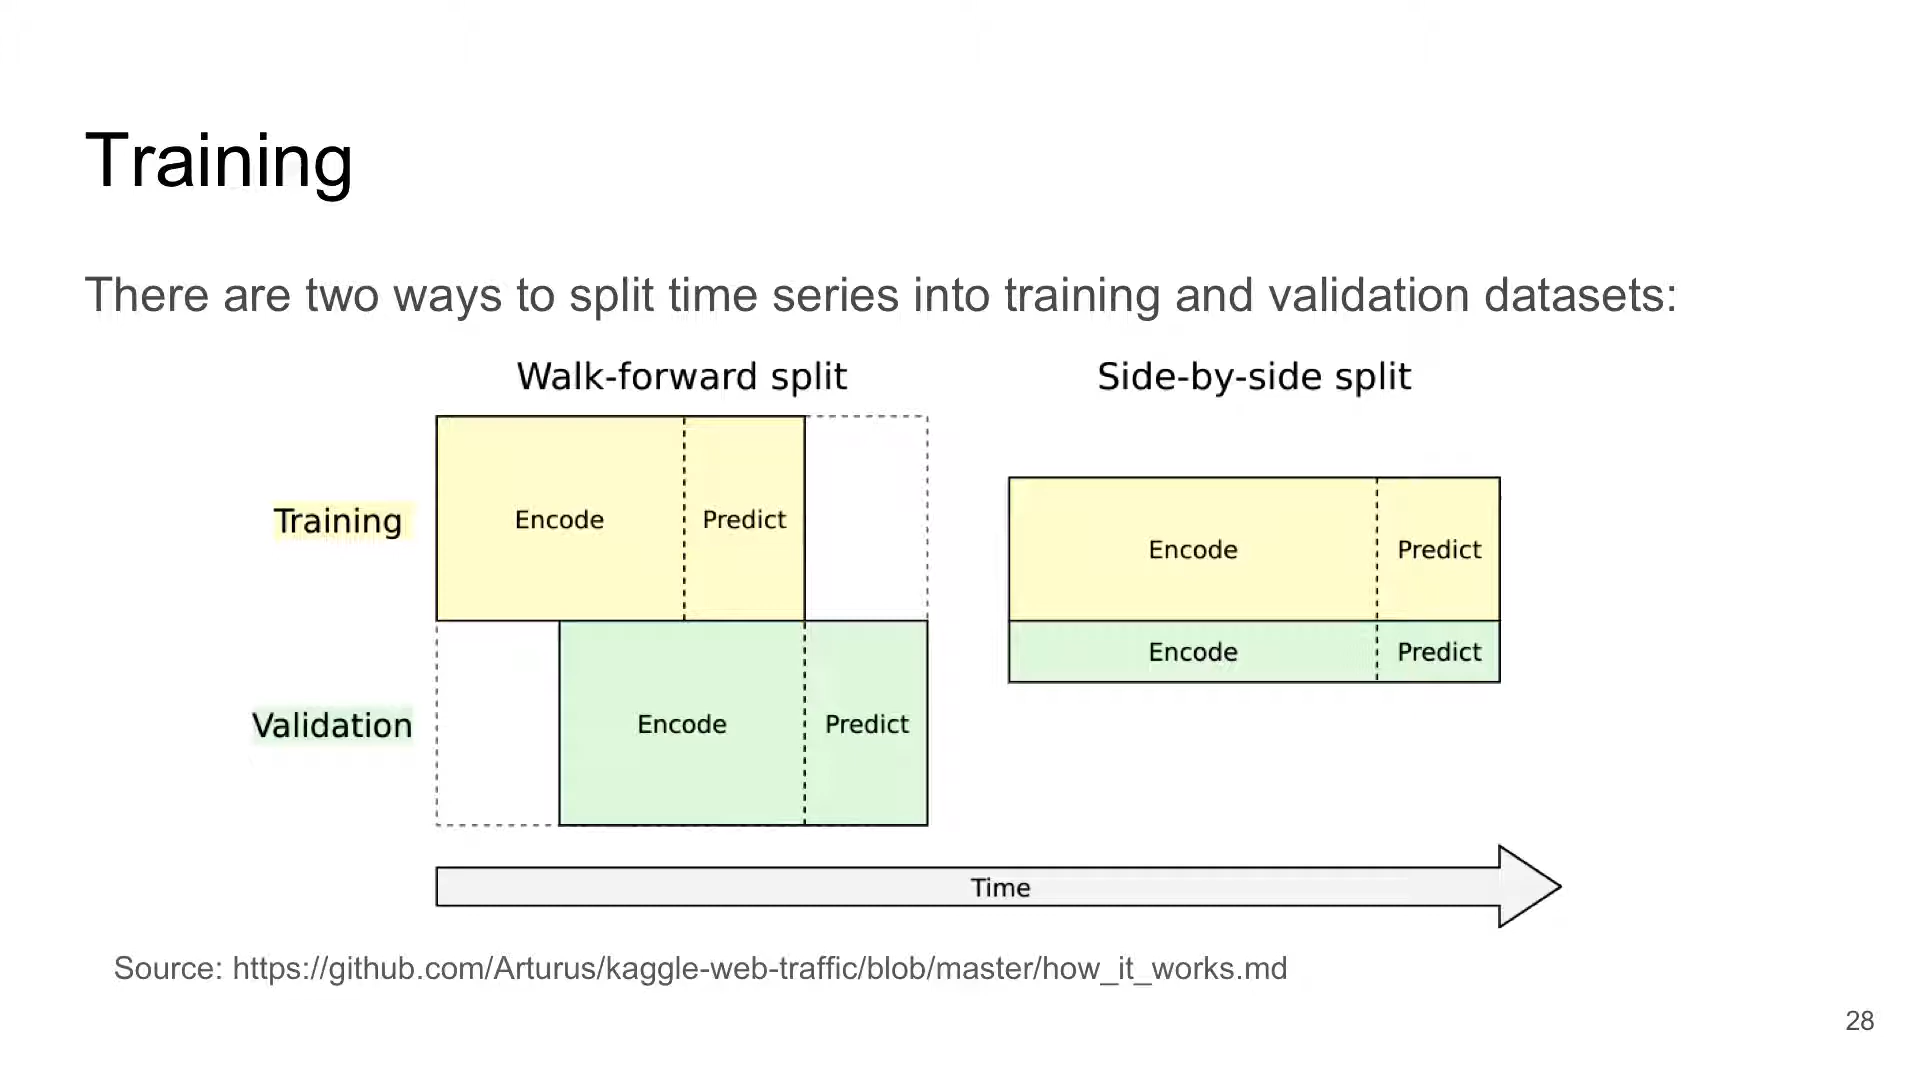 Training
There are two ways to split time series into training and validation datasets:
Walk-forward split
Side-by-side split
Training
Encode
Predict
Encode
Predict
Encode
Predict
Validation
Encode
Predict
Time
Source: https://github.com/Arturus/kaggle-web-traffic/blob/master/how_it_works.md
28